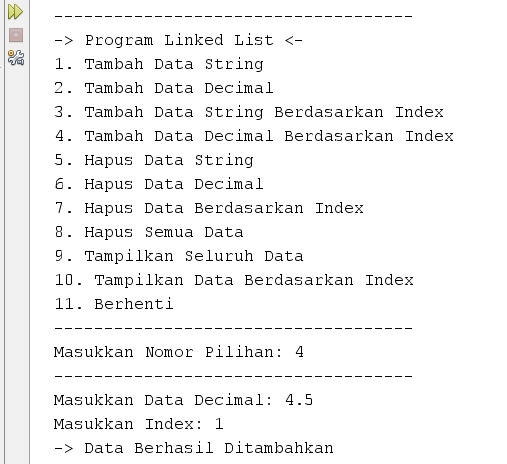 ------------------------------------
-> Program Linked List <-
1. Tambah Data String
2. Tambah Data Decimal
3. Tambah Data String Berdasarkan Index
4. Tambah Data Decimal Berdasarkan Index
5. Hapus Data String
6. Hapus Data Decimal
7. Hapus Data Berdasarkan Index
8. Hapus Semua Data
9. Tampilkan Seluruh Data
10. Tampilkan Data Berdasarkan Index
11. Berhenti
------------------------------------
Masukkan Nomor Pilihan: 4
------------------------------------
Masukkan Data Decimal: 4.5
Masukkan Index: 1
-> Data Berhasil Ditambahkan